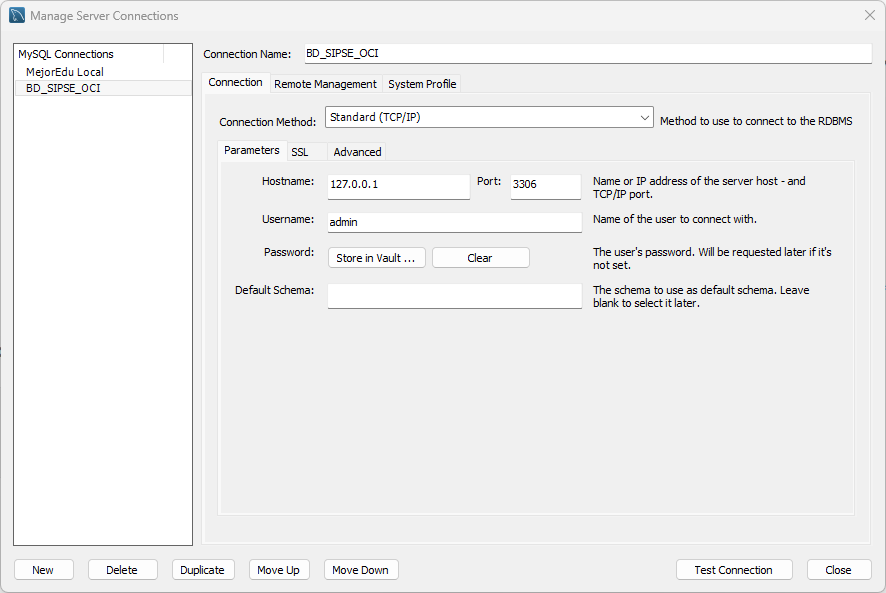 Manage Server Connections
MySQL Connections
MejorEdu Local
BD_SIPSE_OCI
Connection Name: BD_SIPSE_OCI
Connection Remote Management System Profile
Connection Method: Standard (TCP/IP) Method to use to connect to the RDBMS
Parameters SSL Advanced
Hostname: 127.0.0.1 Port: 3306 Name or IP address of the server host - and
TCP/IP port.
Username: admin Name of the user to connect with.
Password: Store in Vault ... Clear The user's password. Will be requested later if it's
not set.
Default Schema: The schema to use as default schema. Leave
blank to select it later.
New Delete Duplicate Move Up Move Down Test Connection Close